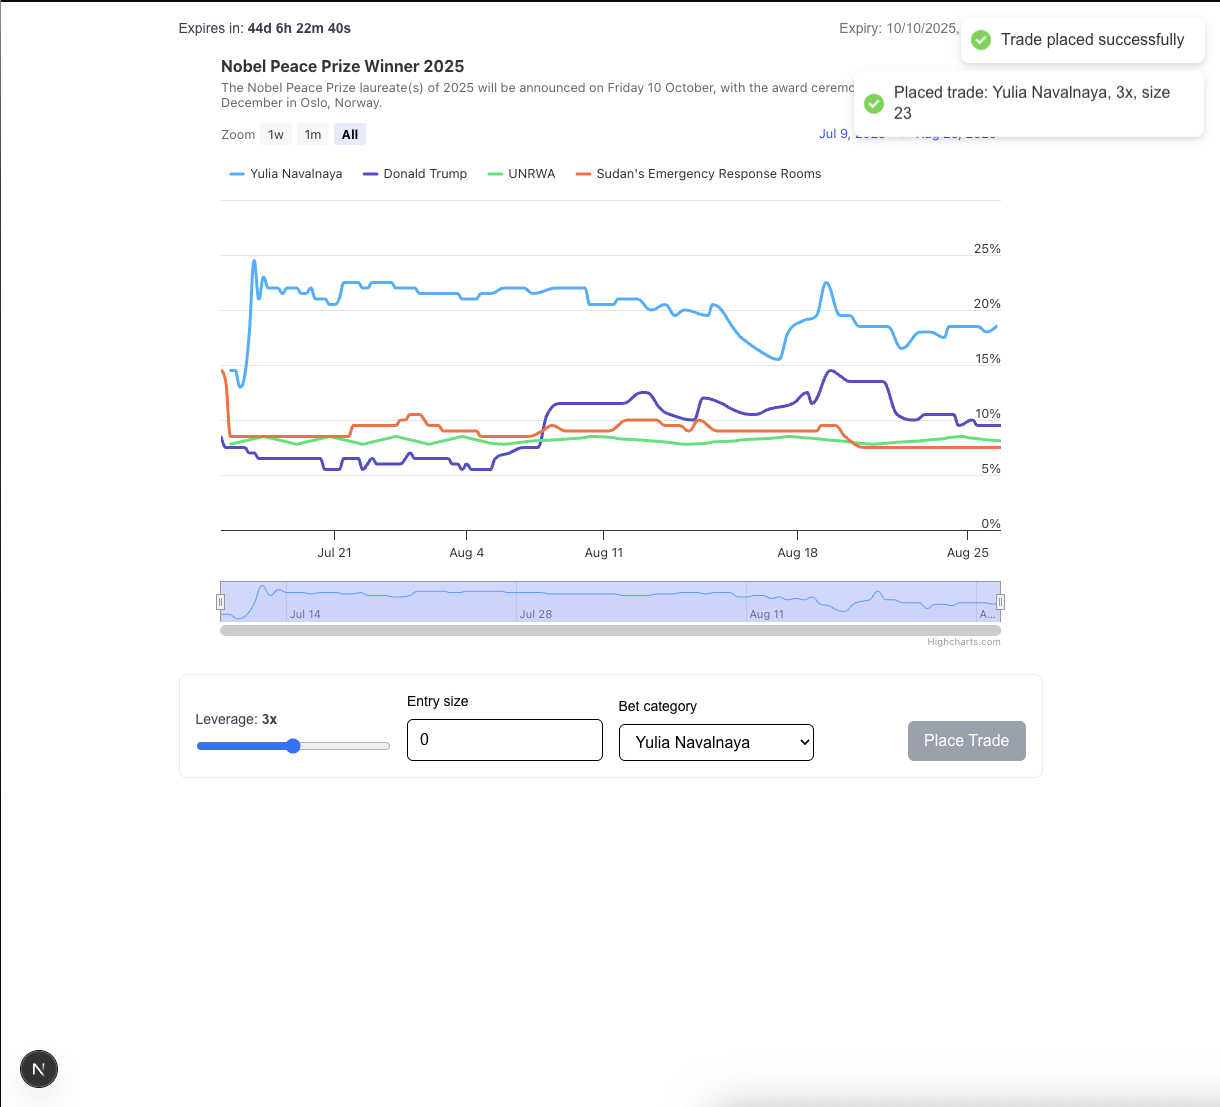 Expires in: 44d 6h 22m 40s
Expiry: 10/10/2025,
Trade placed successfully
Placed trade: Yulia Navalnaya, 3x, size
23
Nobel Peace Prize Winner 2025
The Nobel Peace Prize laureate(s) of 2025 will be announced on Friday 10 October, with the award
December in Oslo, Norway.
Zoom 1w 1m All
Jul 9,
Yulia Navalnaya Donald Trump UNRWA Sudan's Emergency Response Rooms
25%
20%
15%
10%
5%
0%
Jul 21 Aug 4 Aug 11 Aug 18 Aug 25
Jul 14 Jul 28 Aug 11 A...
Highcharts.com
Leverage: 3x
Entry size
0
Bet category
Yulia Navalnaya
Place Trade
N